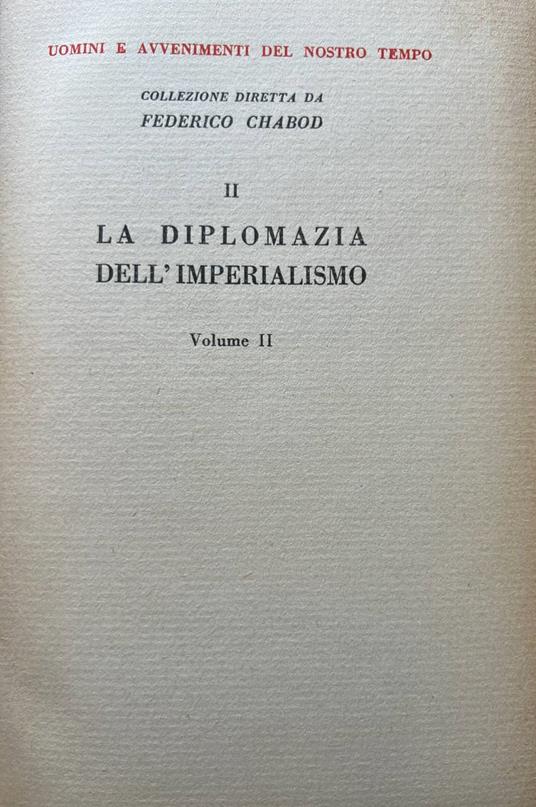 UOMINI E AVVENIMENTI DEL NOSTRO TEMPO
COLLEZIONE DIRETTA DA
FEDERICO CHABOD
II
LA DIPLOMAZIA
DELL'IMPERIALISMO
Volume II